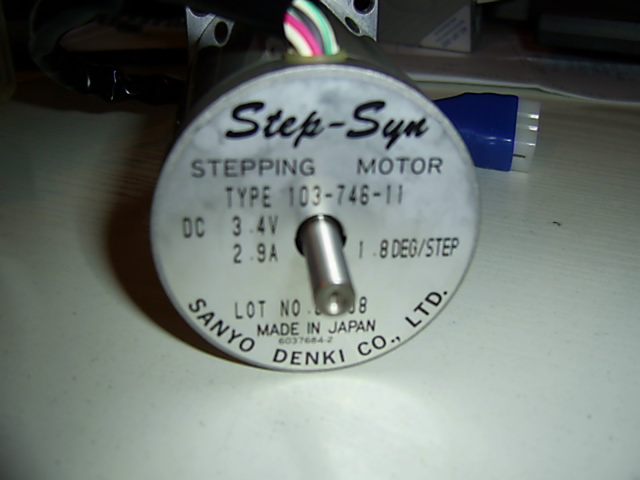 Step-Syn
STEPPING MOTOR
TYPE 103-746-11
DC 3.4V
2.9A 1.8DEG/STEP
LOT NO.
MADE IN JAPAN
6037684-2
SANYO DENKI CO., LTD.